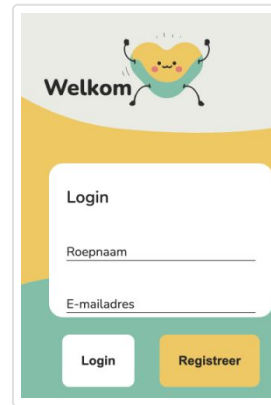 Welkom
Login
Roepnaam
E-mailadres
Login Registreer